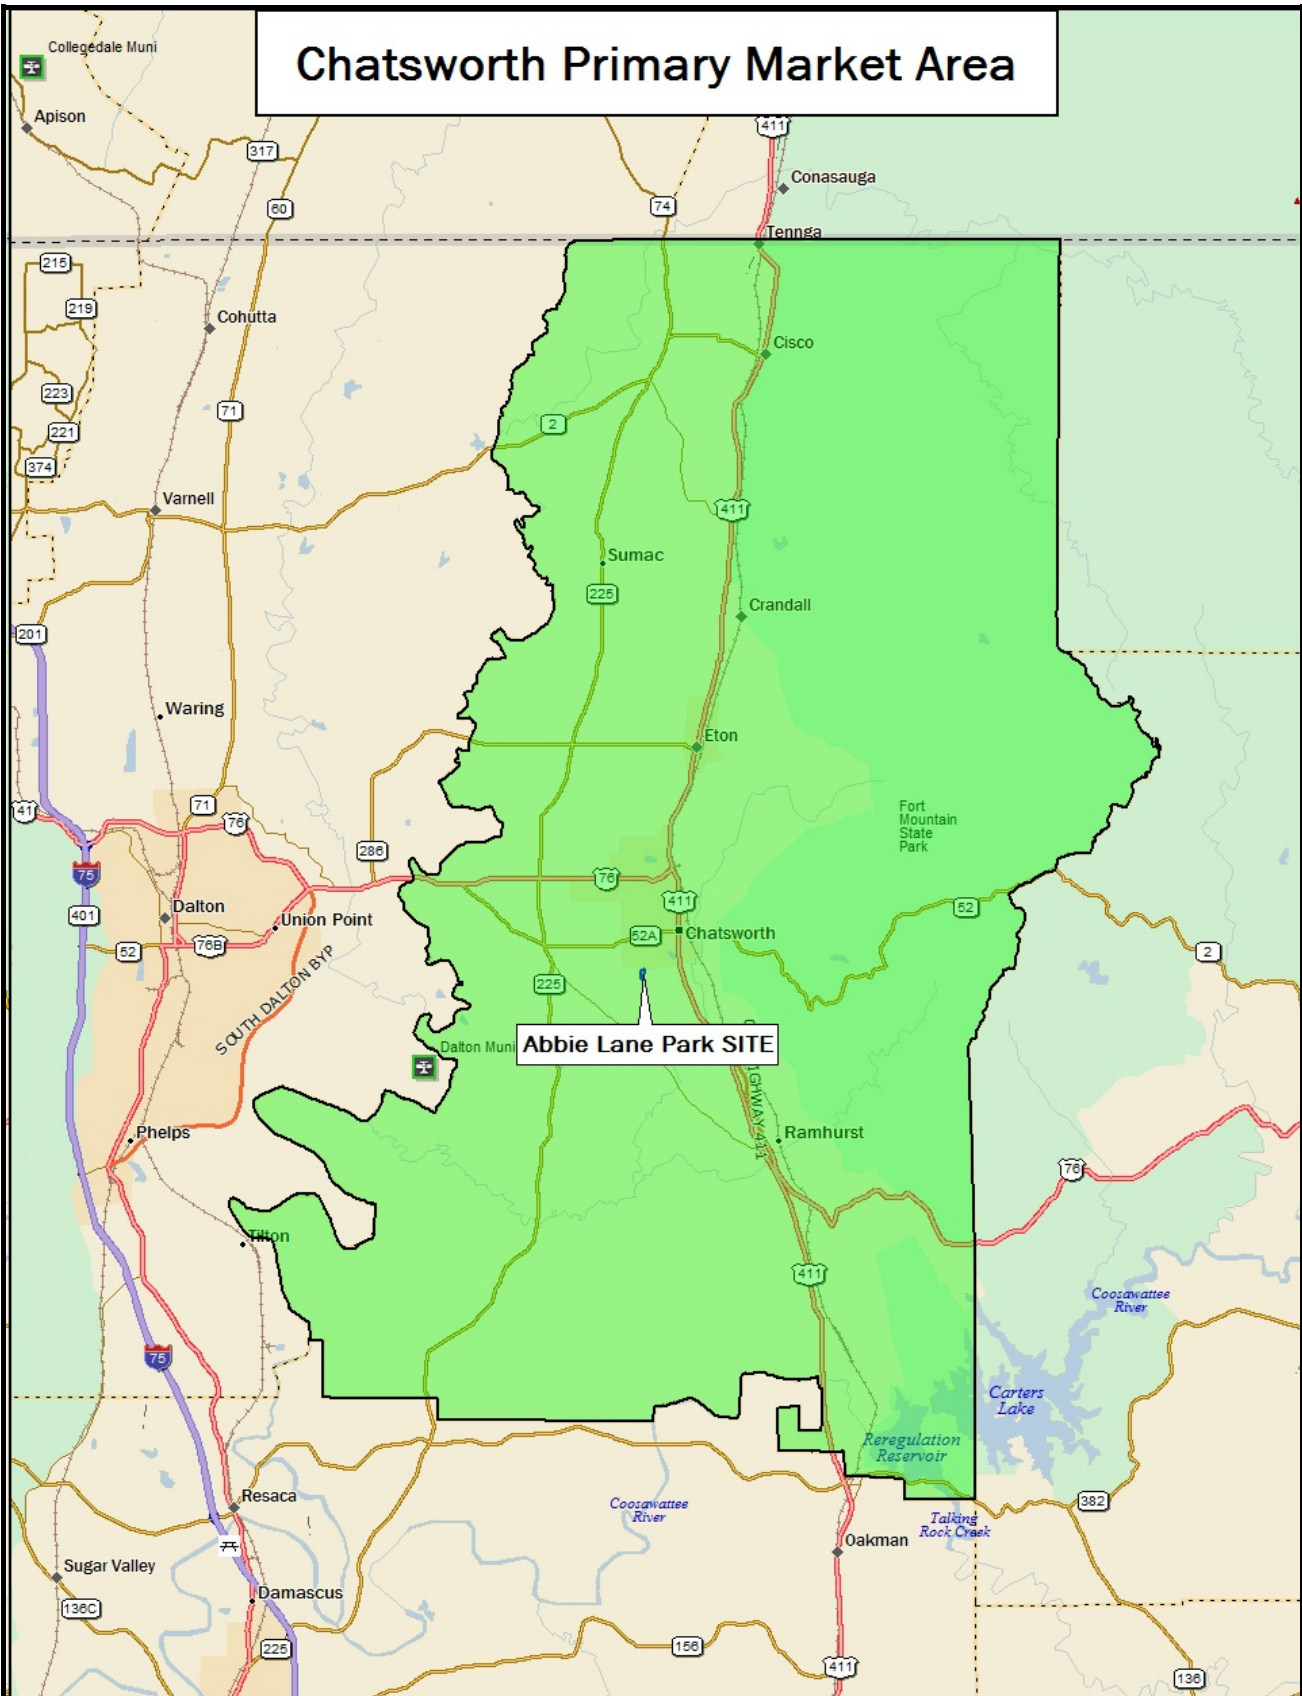 Chatsworth Primary Market Area
Collegedale Muni
Apison
317
411
Conasauga
60
74
Tennga
215
219
Cohutta
Cisco
223
71
2
221
374
Varnell
411
Sumac
225
Crandall
201
Waring
Eton
41
71
76
Fort
Mountain
State
Park
286
75
76
411
401
Dalton
Union Point
52
52
76B
52A
Chatsworth
2
SOUTH DALTON BYP
225
Abbie Lane Park SITE
Dalton Muni
IGHWAY 411
Phelps
Ramhurst
76
Tilton
411
Coosawattee
River
75
Carters
Lake
Reregulation
Reservoir
Resaca
Coosawattee
River
382
Talking
Rock Creek
Oakman
Sugar Valley
Damascus
136C
225
156
411
136